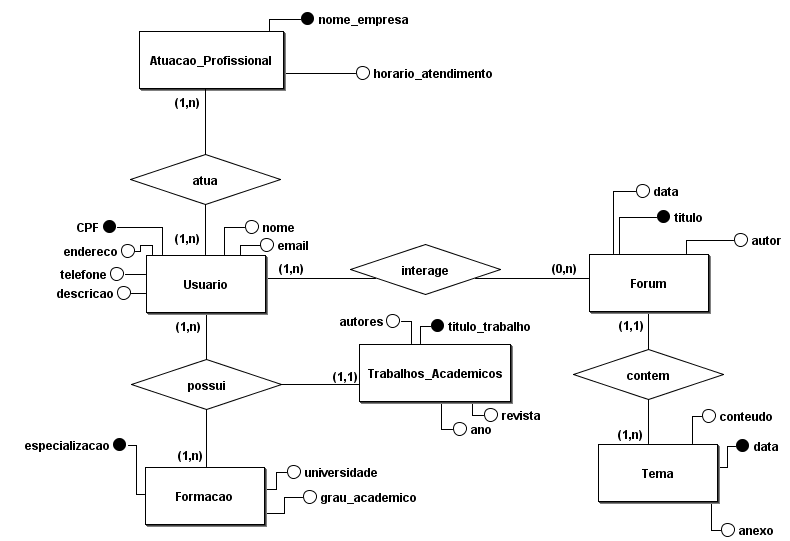 nome_empresa
Atuacao_Profissional
horario_atendimento
(1,n)
atua
data
titulo
autor
CPF
nome
(1,n)
email
endereco
telefone
descricao
Usuario
(1,n)
interage
(0,n)
Forum
(1,n)
(1,1)
autores
titulo_trabalho
Trabalhos_Academicos
(1,1)
possui
contem
revista
ano
conteudo
(1,n)
data
especializacao
(1,n)
universidade
Formacao
grau_academico
Tema
anexo